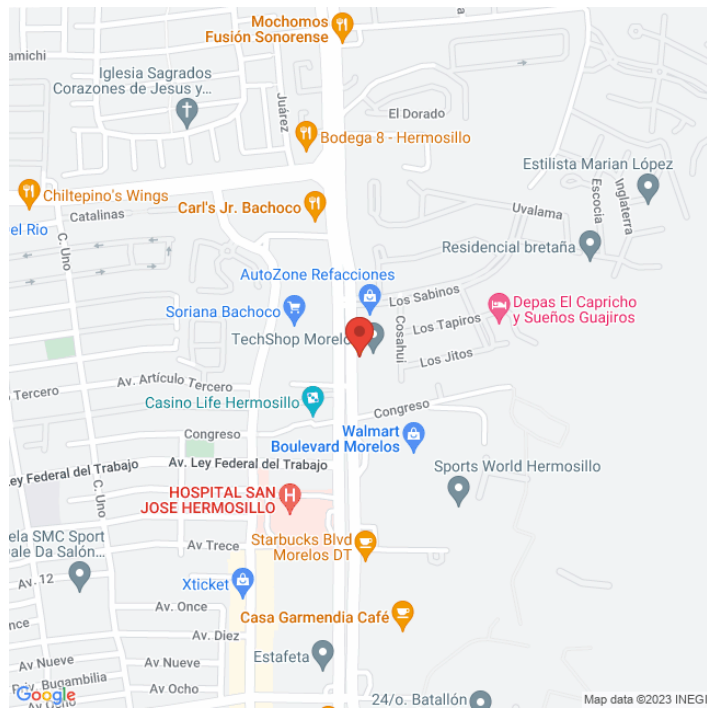 Mochomos
Fusión Sonorense
amichi
Iglesia Sagrados
Corazones de Jesus y...
Juárez
El Dorado
Bodega 8 - Hermosillo
Estilista Marian López
Chiltepino's Wings
Catalinas
Carl's Jr. Bachoco
Uvalama
Escocia
Inglaterra
el Rio
C. Uno
Residencial bretaña
AutoZone Refacciones
Los Sabinos
Soriana Bachoco
Depas El Capricho
y Sueños Guajiros
TechShop Morelo
Cosahui
Los Tapiros
Los Jitos
Av. Artículo Tercero
o Tercero
Casino Life Hermosillo
Congreso
Congreso
Walmart
Boulevard Morelos
Av. Ley Federal del Trabajo
ey Federal del Trabajo
Sports World Hermosillo
C. Uno
HOSPITAL SAN
JOSE HERMOSILLO
ela SMC Sport
ale Da Salón...
Av Trece
Starbucks Blvd
Morelos DT
Av. 12
Xticket
Av. Once
Casa Garmendia Café
Av. Diez
Estafeta
Av Nueve
Av Nueve
Priv. Bugambilia
Av Ocho
Av Ocho
24/o. Batallón
Google
Map data ©2023 INEGI